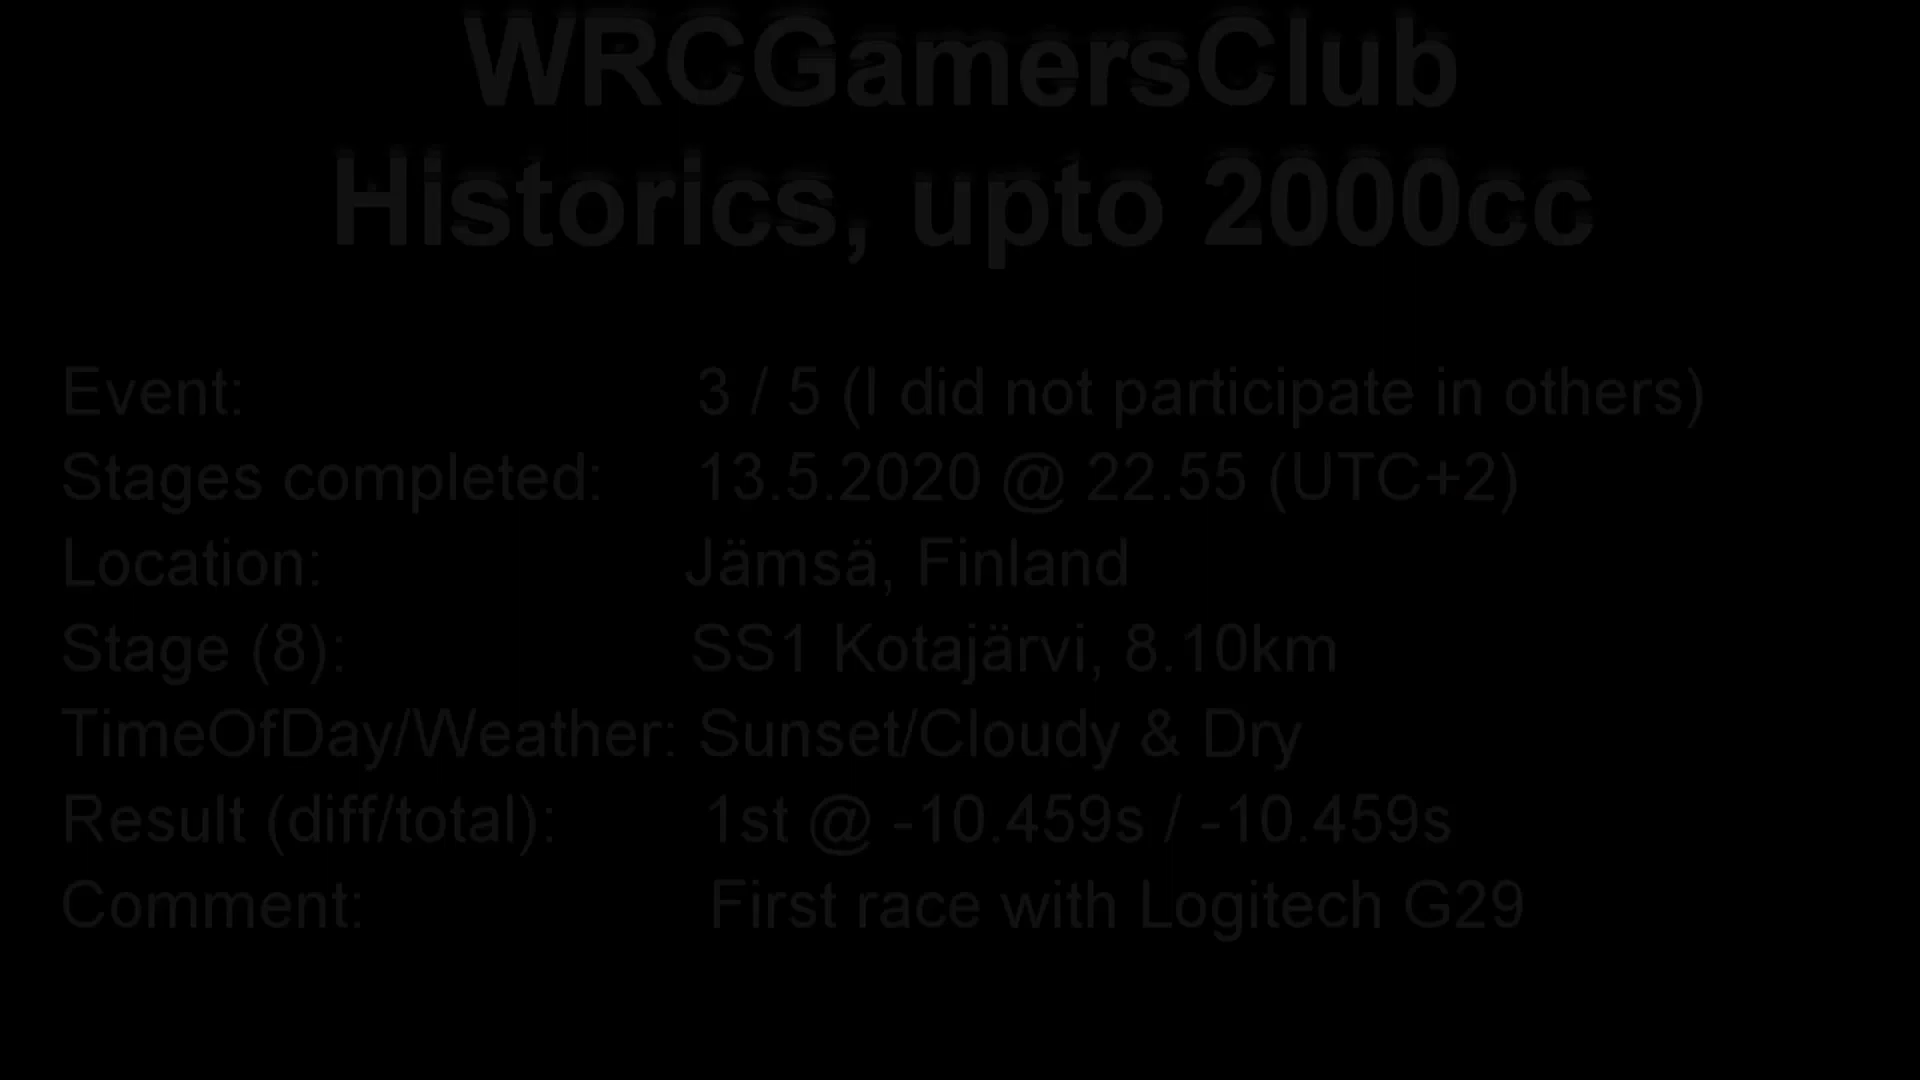 WRCGamersClub
Historics, upto 2000cc
Event: 3 / 5 (I did not participate in others)
Stages completed: 13.5.2020 @ 22.55 (UTC+2)
Location: Jämsä, Finland
Stage (8): SS1 Kotajärvi, 8.10km
TimeOfDay/Weather: Sunset/Cloudy & Dry
Result (diff/total): 1st @ -10.459s / -10.459s
Comment: First race with Logitech G29